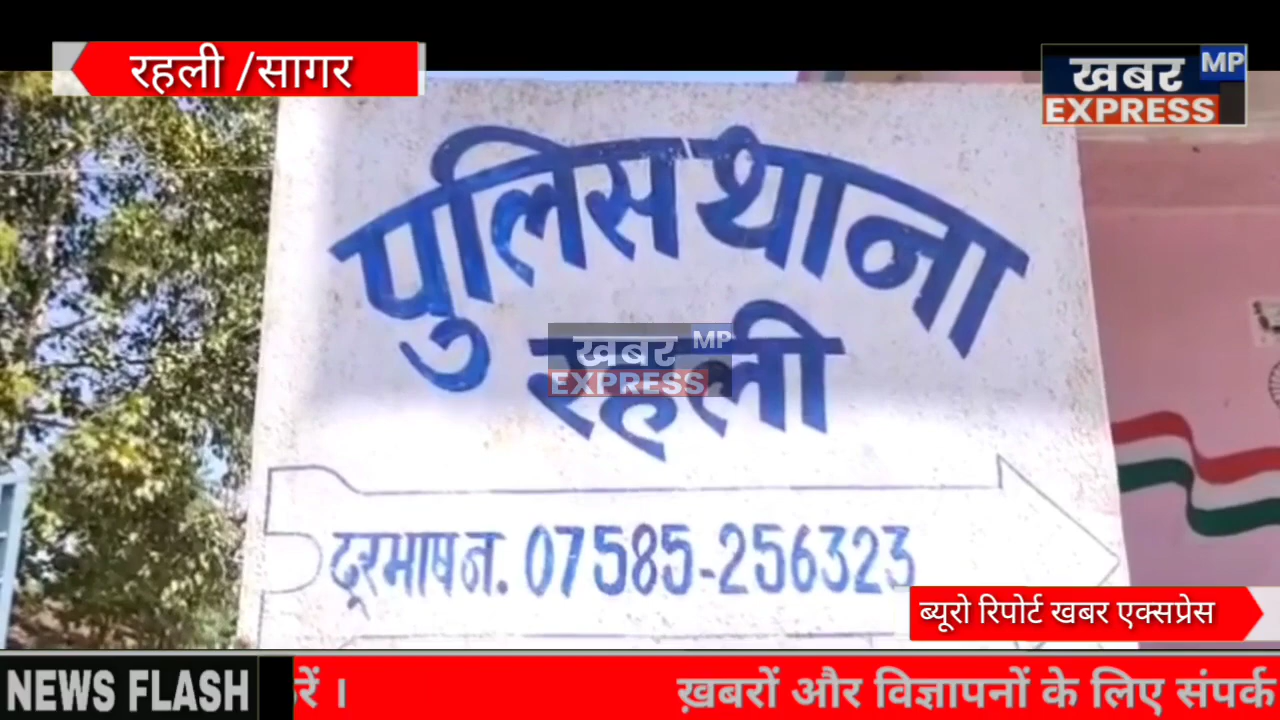 रहली /सागर
खबर MP
EXPRESS
पुलिस थाना
रहली
खबर MP
EXPRESS
दूरभाष न. 07585-256323
ब्यूरो रिपोर्ट खबर एक्सप्रेस
NEWS FLASH रें । ख़बरों और विज्ञापनों के लिए संपर्क